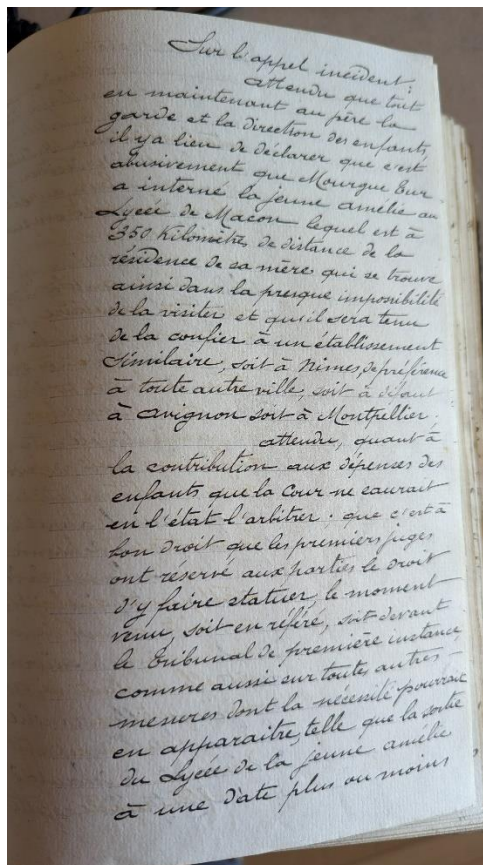 Sur l'appel incident:
attendu que tout
en maintenant au père la
garde et la direction des enfants,
il y a lieu de déclarer que c'est
abusivement que Mourgue Eur.
a interné la jeune Amélie au
Lycée de Macon lequel est à
350 Kilomètres de distance de la
résidence de sa mère qui se trouve
ainsi dans la presque impossibilité
de la visiter et qu'il sera tenu
de la confier à un établissement
Similaire, soit à Nimes, de préférence
à toute autre ville, soit à défaut
à avignon soit à Montpellier.
attendu, quant à
la contribution aux dépenses des
enfants que la Cour ne saurait
en l'état l'arbitrer. que c'est à
bon droit que les premiers juges
ont réservé aux parties le droit
d'y faire statuer, le moment
venu, soit en référé, soit devant
le Tribunal de première instance,
comme aussi sur toutes autres
mesures dont la nécessité pourrait
en apparaitre, telle que la sortie
du Lycée de la jeune amélie
à une date plus ou moins